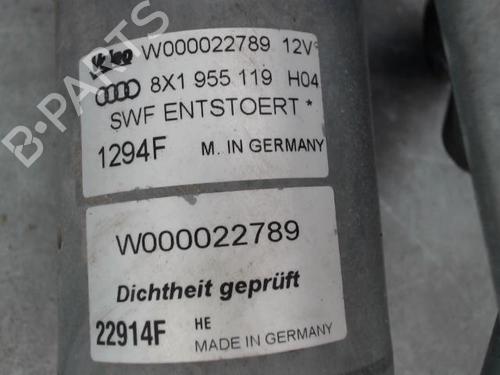 Valeo W000022789 12V
8X1 955 119 H04
SWF ENTSTOERT *
1294F M. IN GERMANY
W000022789
Dichtheit geprüft
22914F HE MADE IN GERMANY
B